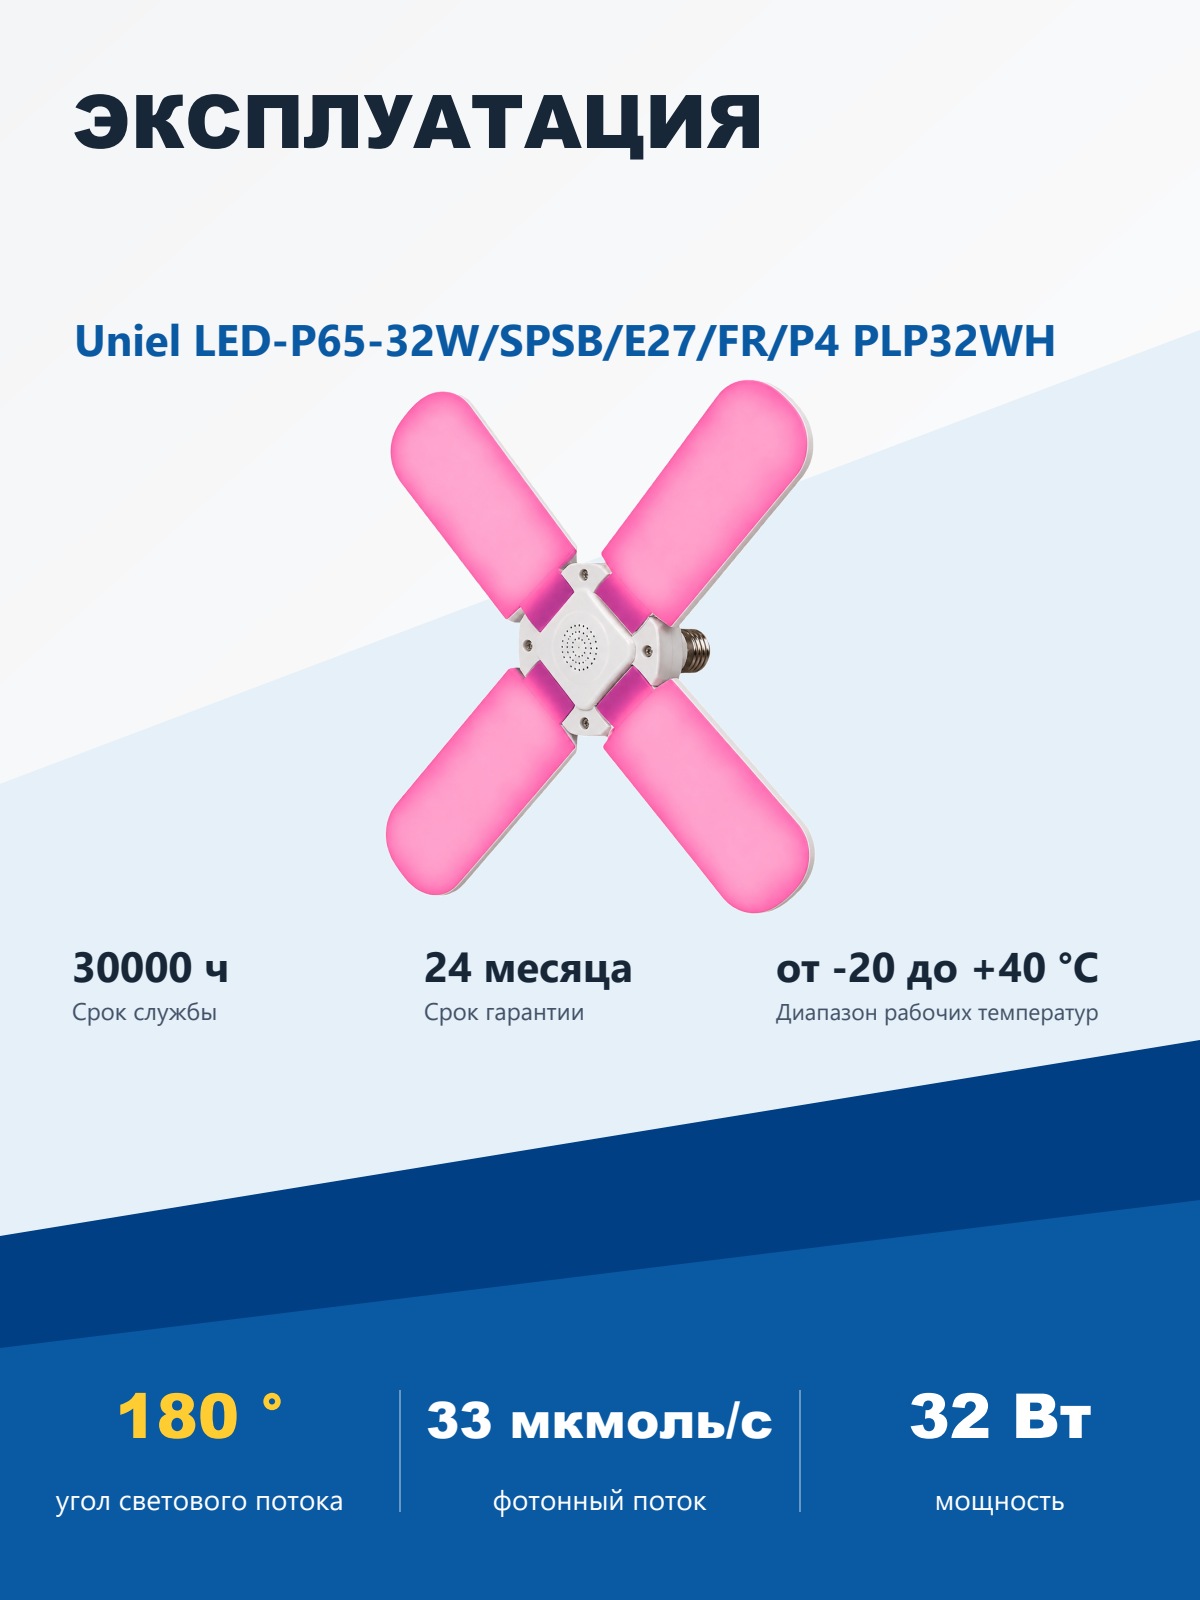 ЭКСПЛУАТАЦИЯ
Uniel LED-P65-32W/SPSB/E27/FR/P4 PLP32WH
30000 ч
Срок службы
24 месяца
Срок гарантии
от -20 до +40 °C
Диапазон рабочих температур
180 °
угол светового потока
33 мкмоль/с
фотонный поток
32 Вт
мощность